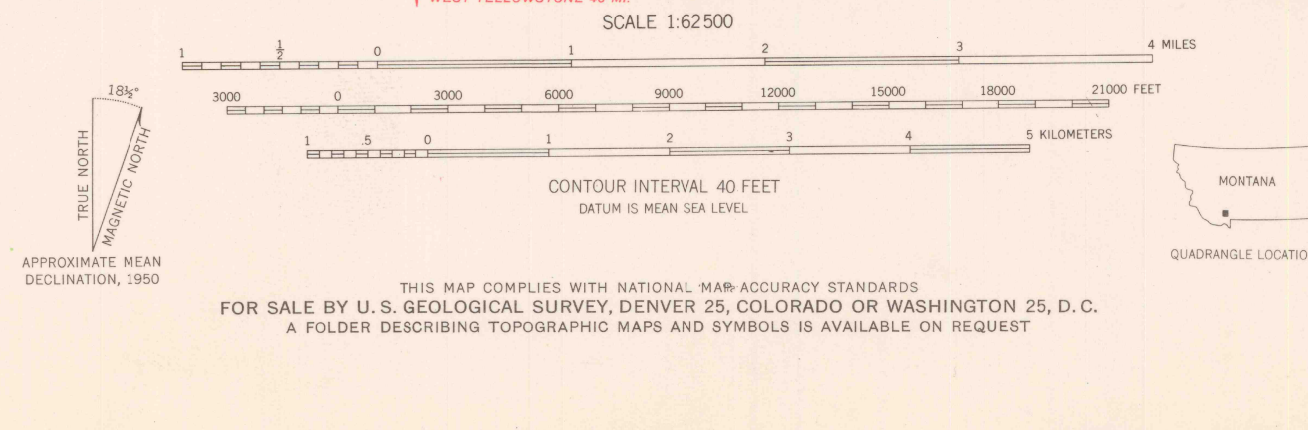 WEST YELLOWSTONE 40 MI.
SCALE 1:62500
1 ½ 0 1 2 3 4 MILES
3000 0 3000 6000 9000 12000 15000 18000 21000 FEET
1 .5 0 1 2 3 4 5 KILOMETERS
18½°
TRUE NORTH
MAGNETIC NORTH
APPROXIMATE MEAN
DECLINATION, 1950
CONTOUR INTERVAL 40 FEET
DATUM IS MEAN SEA LEVEL
MONTANA
QUADRANGLE LOCATIO
THIS MAP COMPLIES WITH NATIONAL MAP ACCURACY STANDARDS
FOR SALE BY U. S. GEOLOGICAL SURVEY, DENVER 25, COLORADO OR WASHINGTON 25, D. C.
A FOLDER DESCRIBING TOPOGRAPHIC MAPS AND SYMBOLS IS AVAILABLE ON REQUEST